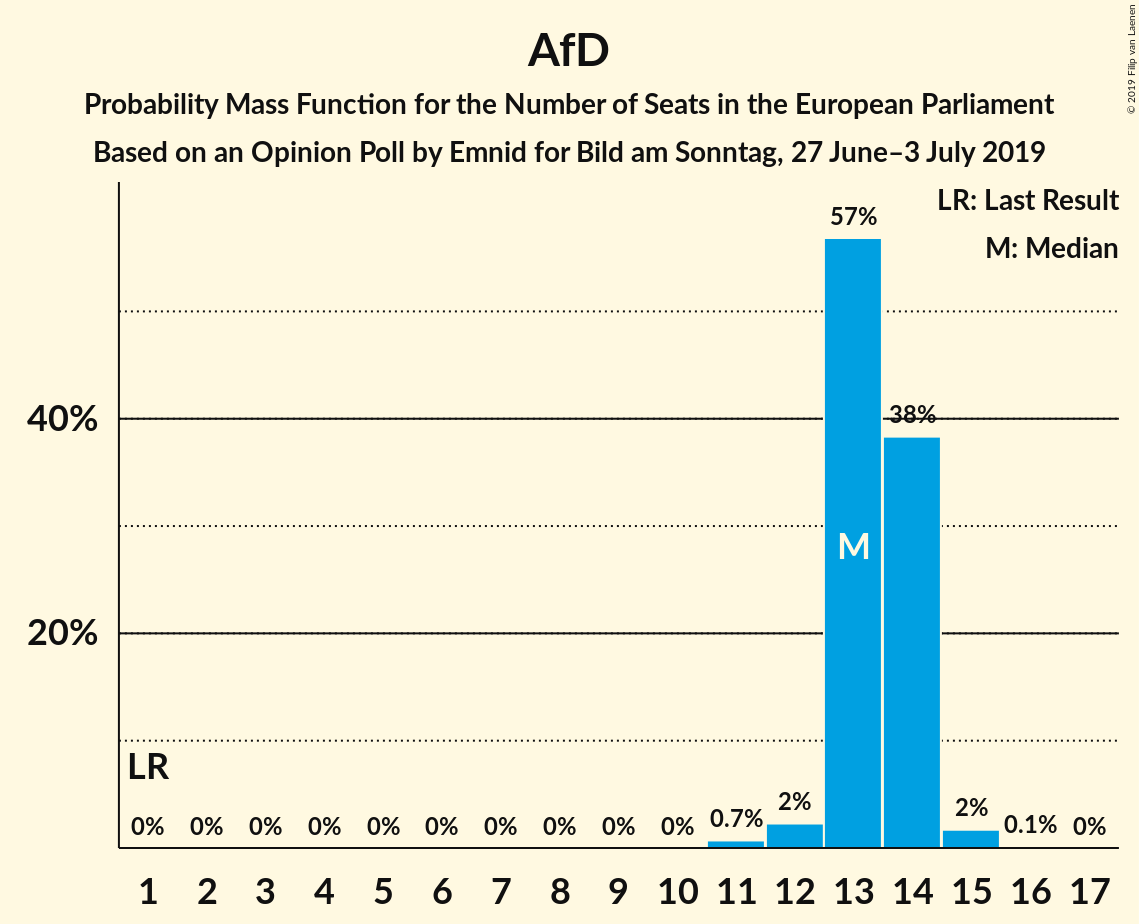 AfD
Probability Mass Function for the Number of Seats in the European Parliament
Based on an Opinion Poll by Emnid for Bild am Sonntag, 27 June–3 July 2019
© 2019 Filip van Laenen
LR: Last Result
M: Median
57%
40%
38%
M
20%
LR
0% 0% 0% 0% 0% 0% 0% 0% 0% 0% 0.7% 2% 2% 0.1% 0%
1 2 3 4 5 6 7 8 9 10 11 12 13 14 15 16 17